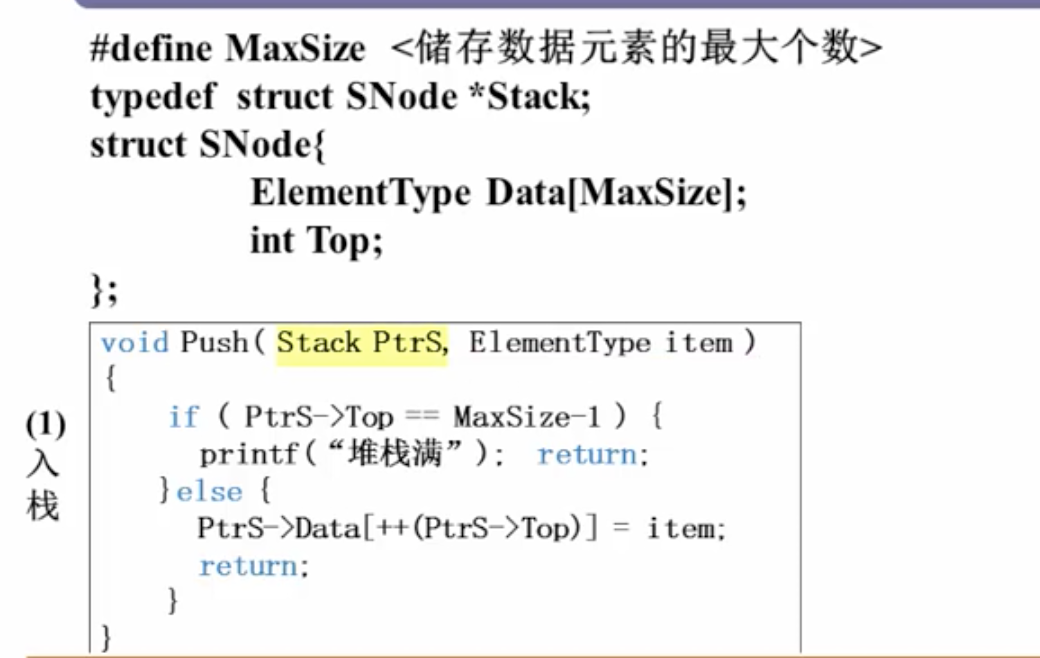 #define MaxSize <储存数据元素的最大个数>
typedef struct SNode *Stack;
struct SNode{
ElementType Data[MaxSize];
int Top;
};
(1)
入
栈
void Push( Stack PtrS, ElementType item )
{
if ( PtrS->Top == MaxSize-1 ) {
printf(“堆栈满”); return;
}else {
PtrS->Data[++(PtrS->Top)] = item;
return;
}
}